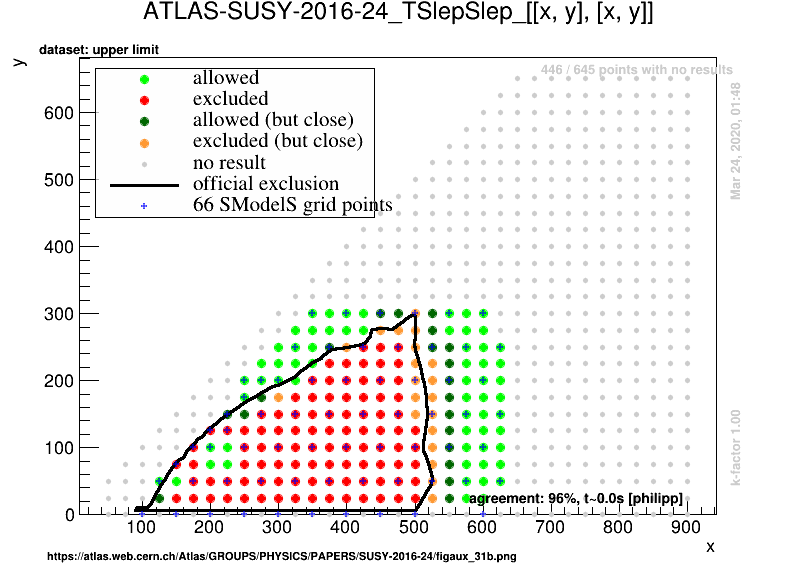 ATLAS-SUSY-2016-24_TSlepSlep_[[x, y], [x, y]]
dataset: upper limit
y
446 / 645 points with no results
allowed
excluded
allowed (but close)
excluded (but close)
no result
official exclusion
66 SModelS grid points
Mar 24, 2020, 01:48
k-factor 1.00
600
500
400
300
200
100
0
agreement: 96%, t~0.0s [philipp]
100 200 300 400 500 600 700 800 900
x
https://atlas.web.cern.ch/Atlas/GROUPS/PHYSICS/PAPERS/SUSY-2016-24/figaux_31b.png